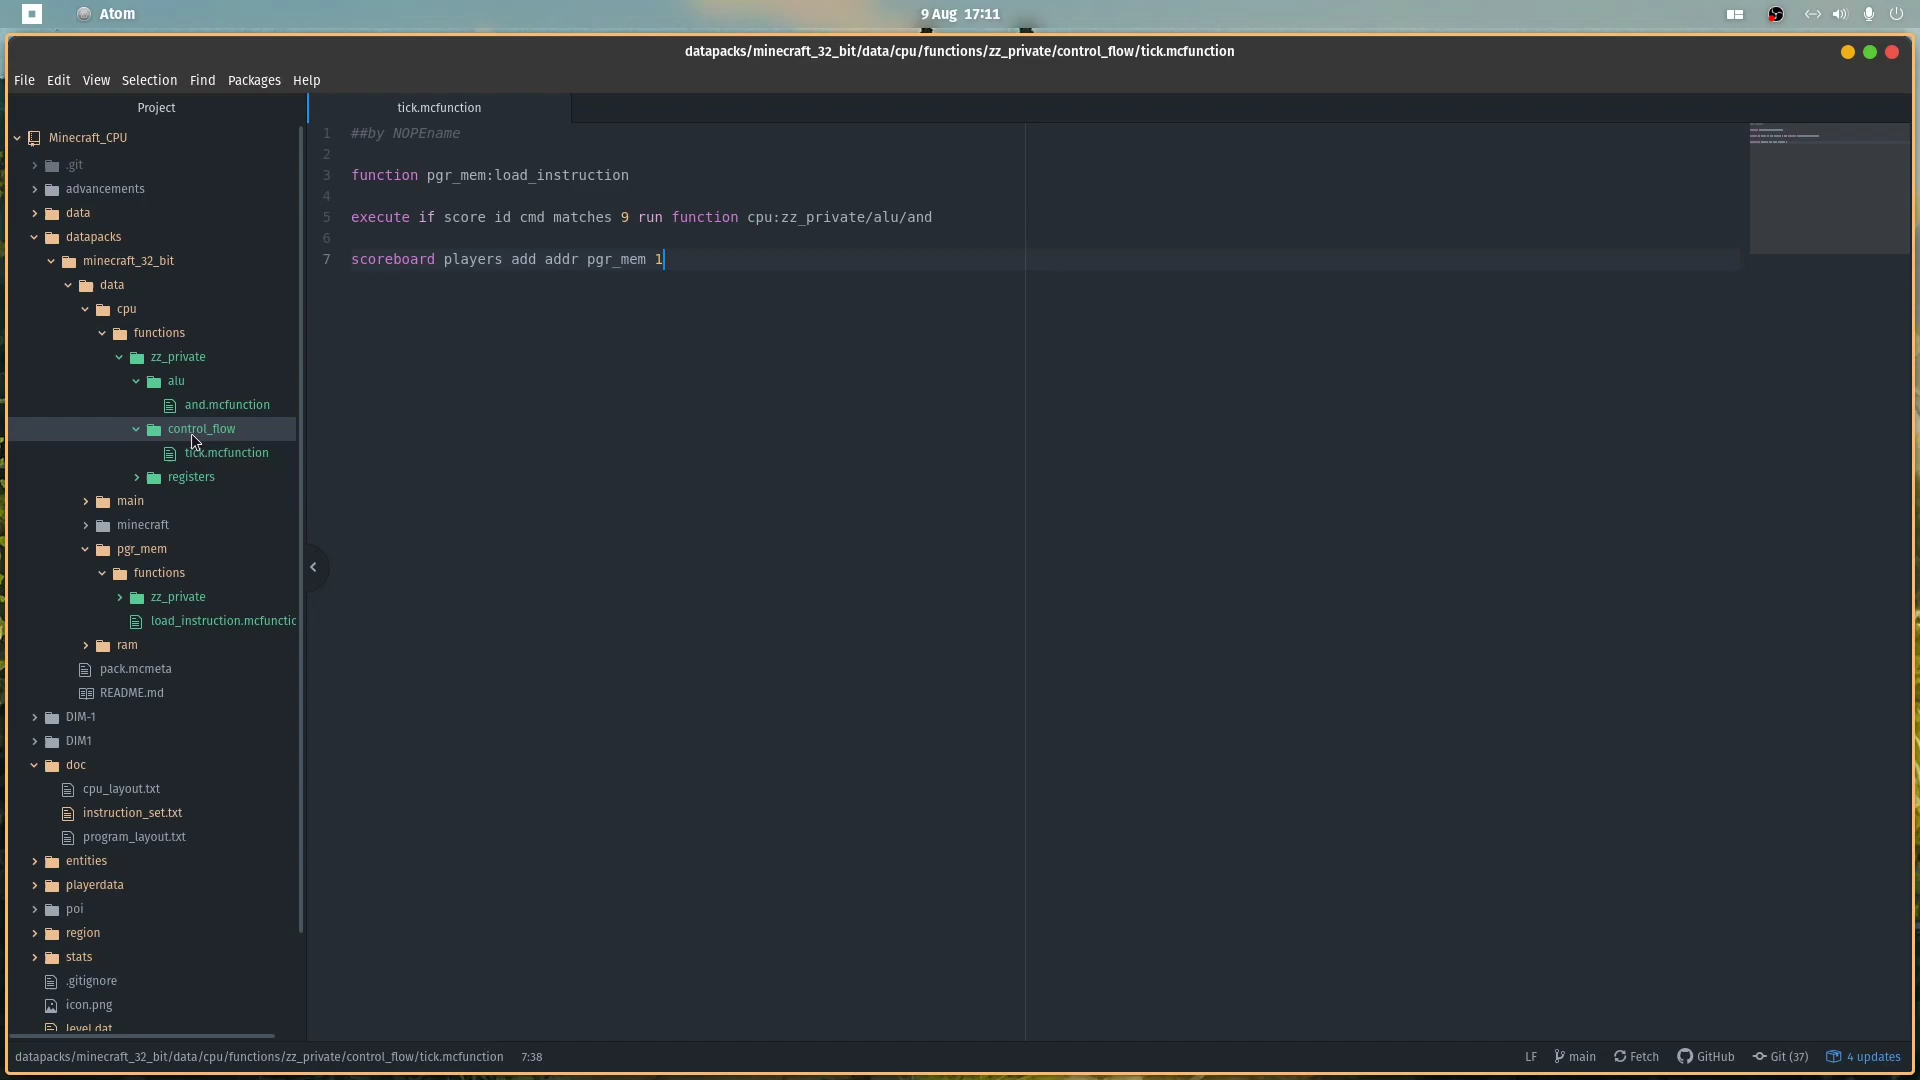 Atom
9 Aug 17:11
datapacks/minecraft_32_bit/data/cpu/functions/zz_private/control_flow/tick.mcfunction
File Edit View Selection Find Packages Help
Project
Minecraft_CPU
.git
advancements
data
datapacks
minecraft_32_bit
data
cpu
functions
zz_private
alu
and.mcfunction
control_flow
tick.mcfunction
registers
main
minecraft
pgr_mem
functions
zz_private
load_instruction.mcfunctic
ram
pack.mcmeta
README.md
DIM-1
DIM1
doc
cpu_layout.txt
instruction_set.txt
program_layout.txt
entities
playerdata
poi
region
stats
.gitignore
icon.png
level.dat
tick.mcfunction
1 ##by NOPEname
2
3 function pgr_mem:load_instruction
4
5 execute if score id cmd matches 9 run function cpu:zz_private/alu/and
6
7 scoreboard players add addr pgr_mem 1
datapacks/minecraft_32_bit/data/cpu/functions/zz_private/control_flow/tick.mcfunction 7:38
LF main Fetch GitHub Git (37) 4 updates